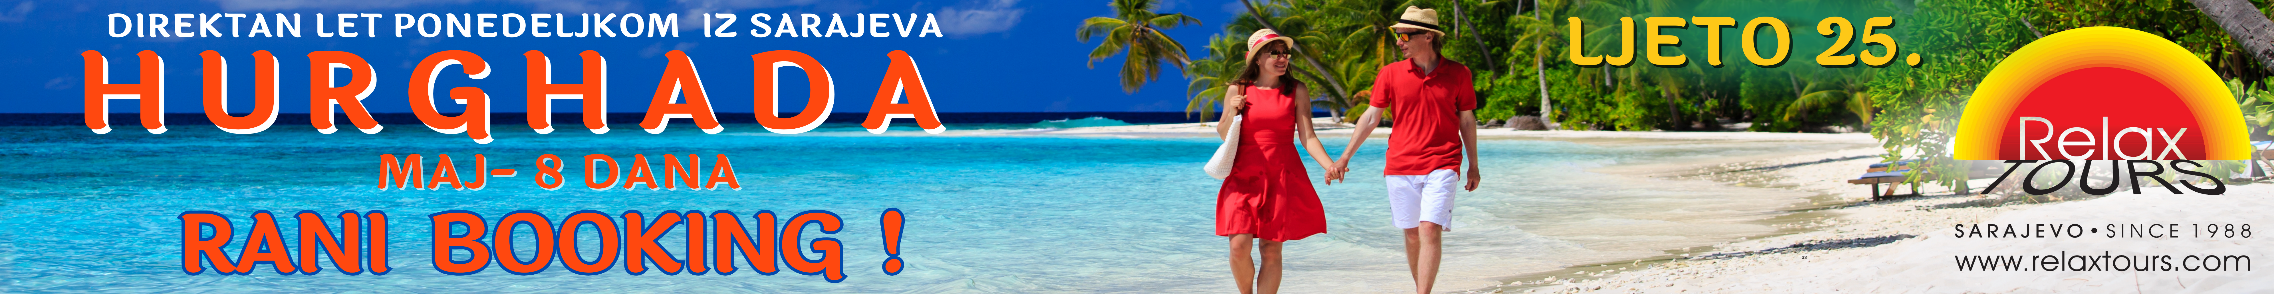 DIREKTAN LET PONEDELJKOM IZ SARAJEVA
HURGHADA
MAJ- 8 DANA
RANI BOOKING !
LJETO 25.
Relax
TOURS
SARAJEVO • SINCE 1988
www.relaxtours.com